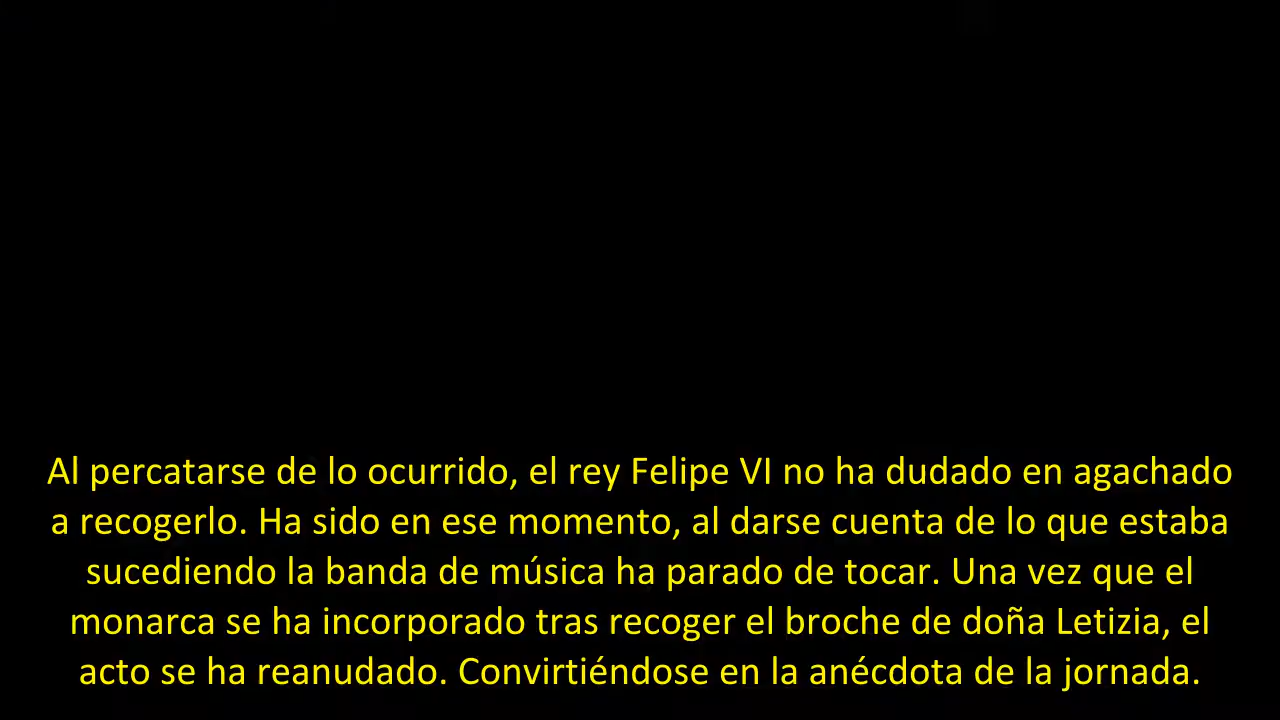 Al percatarse de lo ocurrido, el rey Felipe VI no ha dudado en agachado
a recogerlo. Ha sido en ese momento, al darse cuenta de lo que estaba
sucediendo la banda de música ha parado de tocar. Una vez que el
monarca se ha incorporado tras recoger el broche de doña Letizia, el
acto se ha reanudado. Convirtiéndose en la anécdota de la jornada.